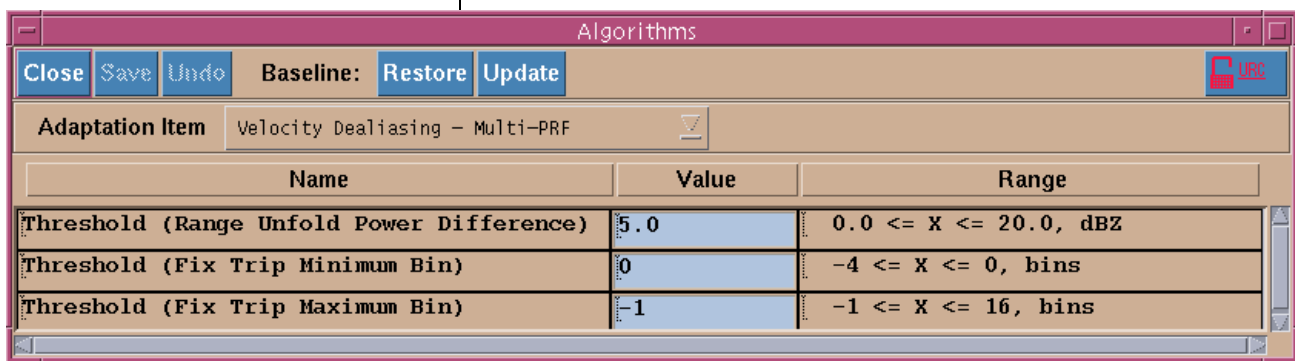 Algorithms
Close Save Undo Baseline: Restore Update URC
Adaptation Item Velocity Dealiasing - Multi-PRF
Name Value Range
Threshold (Range Unfold Power Difference) 5.0 0.0 <= X <= 20.0, dBZ
Threshold (Fix Trip Minimum Bin) 0 -4 <= X <= 0, bins
Threshold (Fix Trip Maximum Bin) -1 -1 <= X <= 16, bins